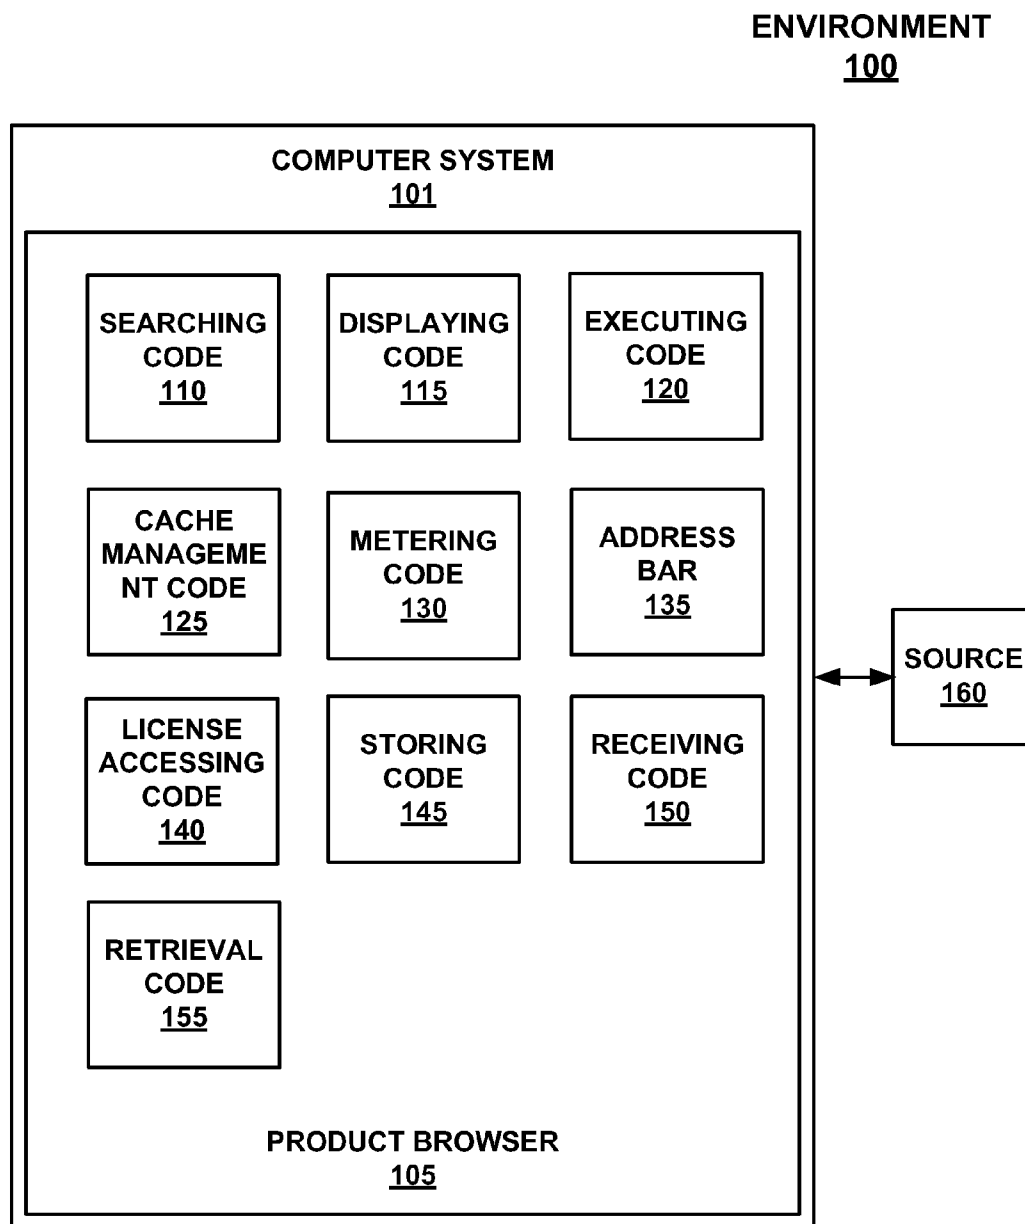 ENVIRONMENT
100
COMPUTER SYSTEM
101
SEARCHING
CODE
110
DISPLAYING
CODE
115
EXECUTING
CODE
120
CACHE
MANAGEME
NT CODE
125
METERING
CODE
130
ADDRESS
BAR
135
SOURCE
160
LICENSE
ACCESSING
CODE
140
STORING
CODE
145
RECEIVING
CODE
150
RETRIEVAL
CODE
155
PRODUCT BROWSER
105